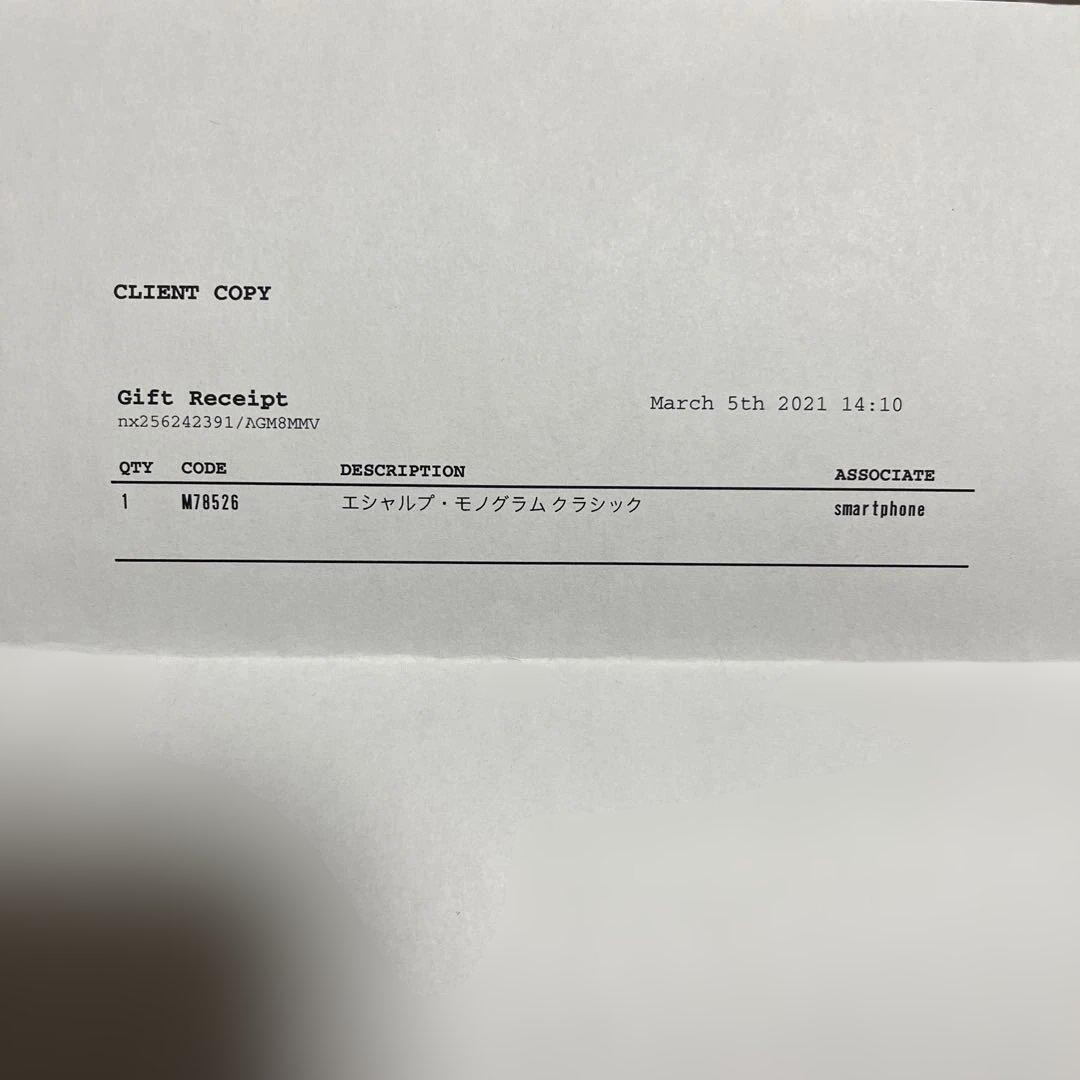 CLIENT COPY
Gift Receipt
March 5th 2021 14:10
nx256242391/AGM8MMV
QTY CODE DESCRIPTION ASSOCIATE
1 M78526 エシャルプ・モノグラム クラシック smartphone